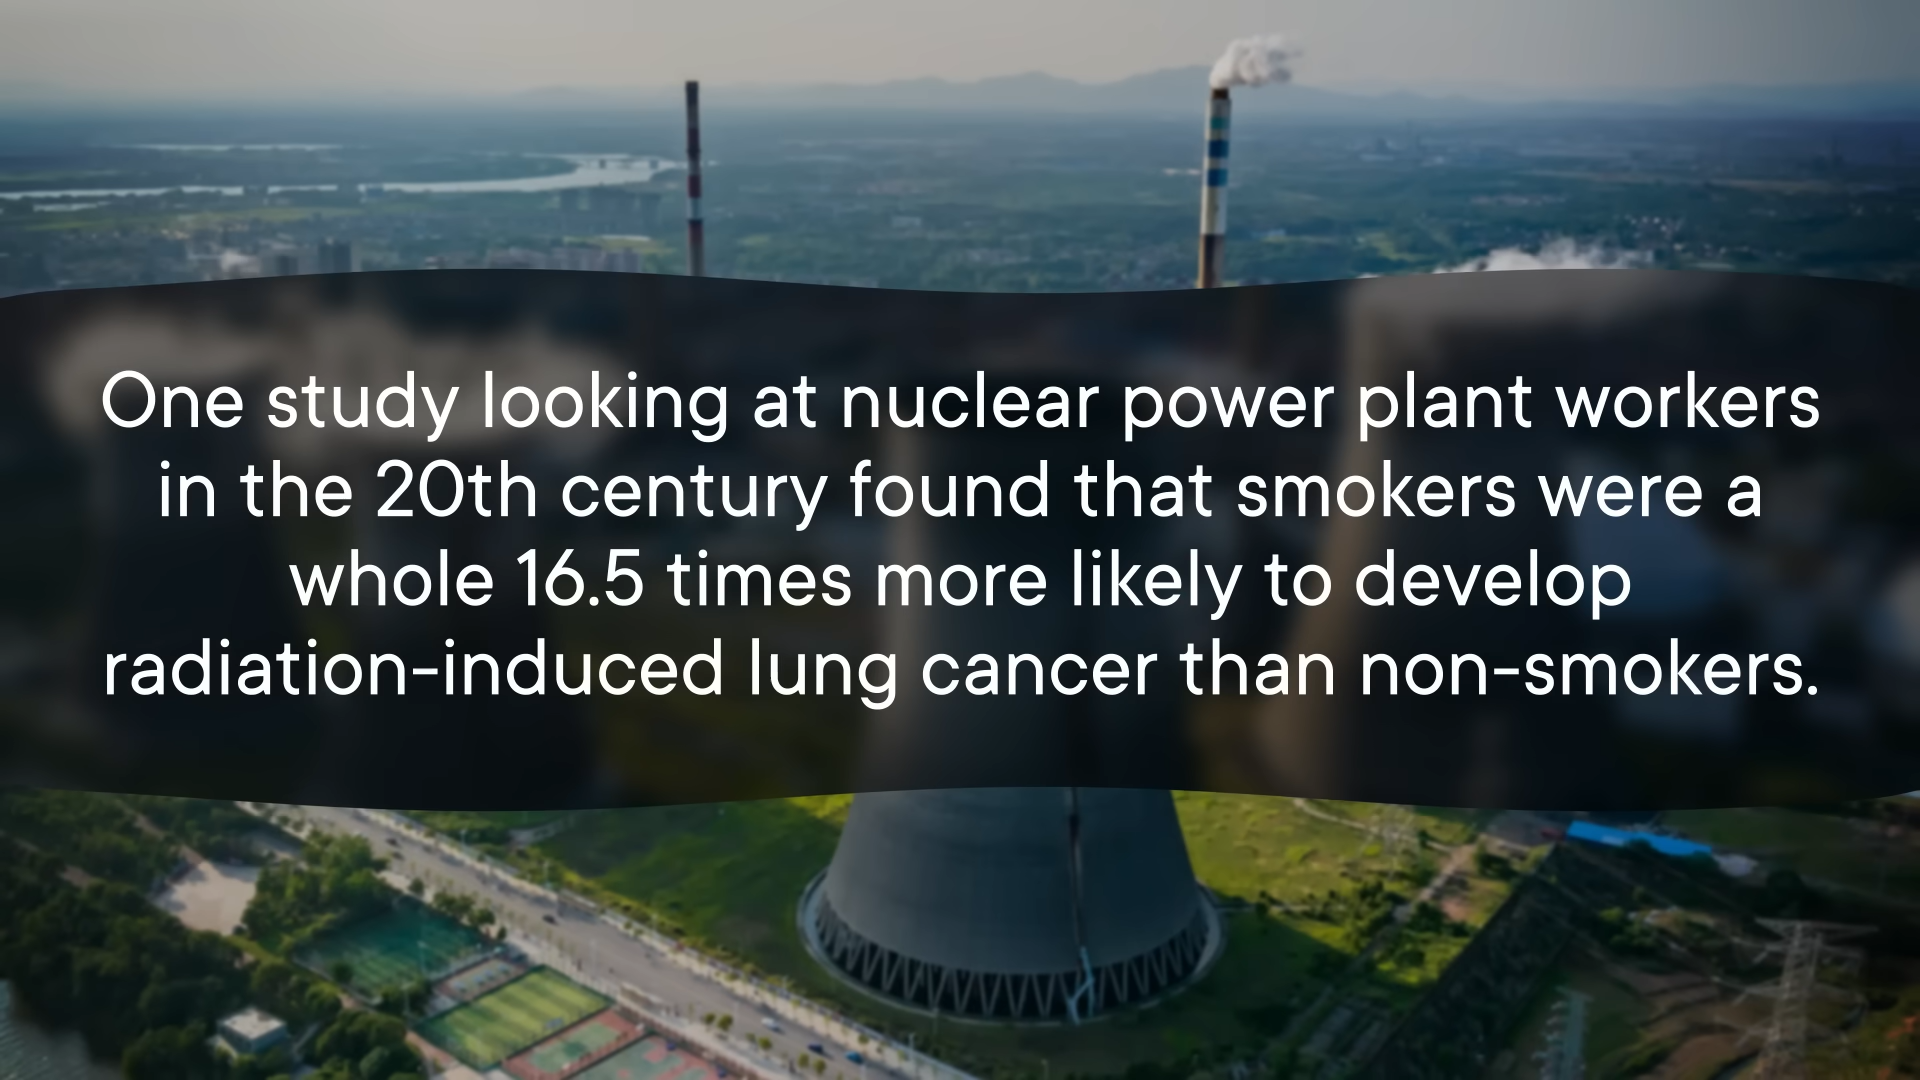 One study looking at nuclear power plant workers
in the 20th century found that smokers were a
whole 16.5 times more likely to develop
radiation-induced lung cancer than non-smokers.